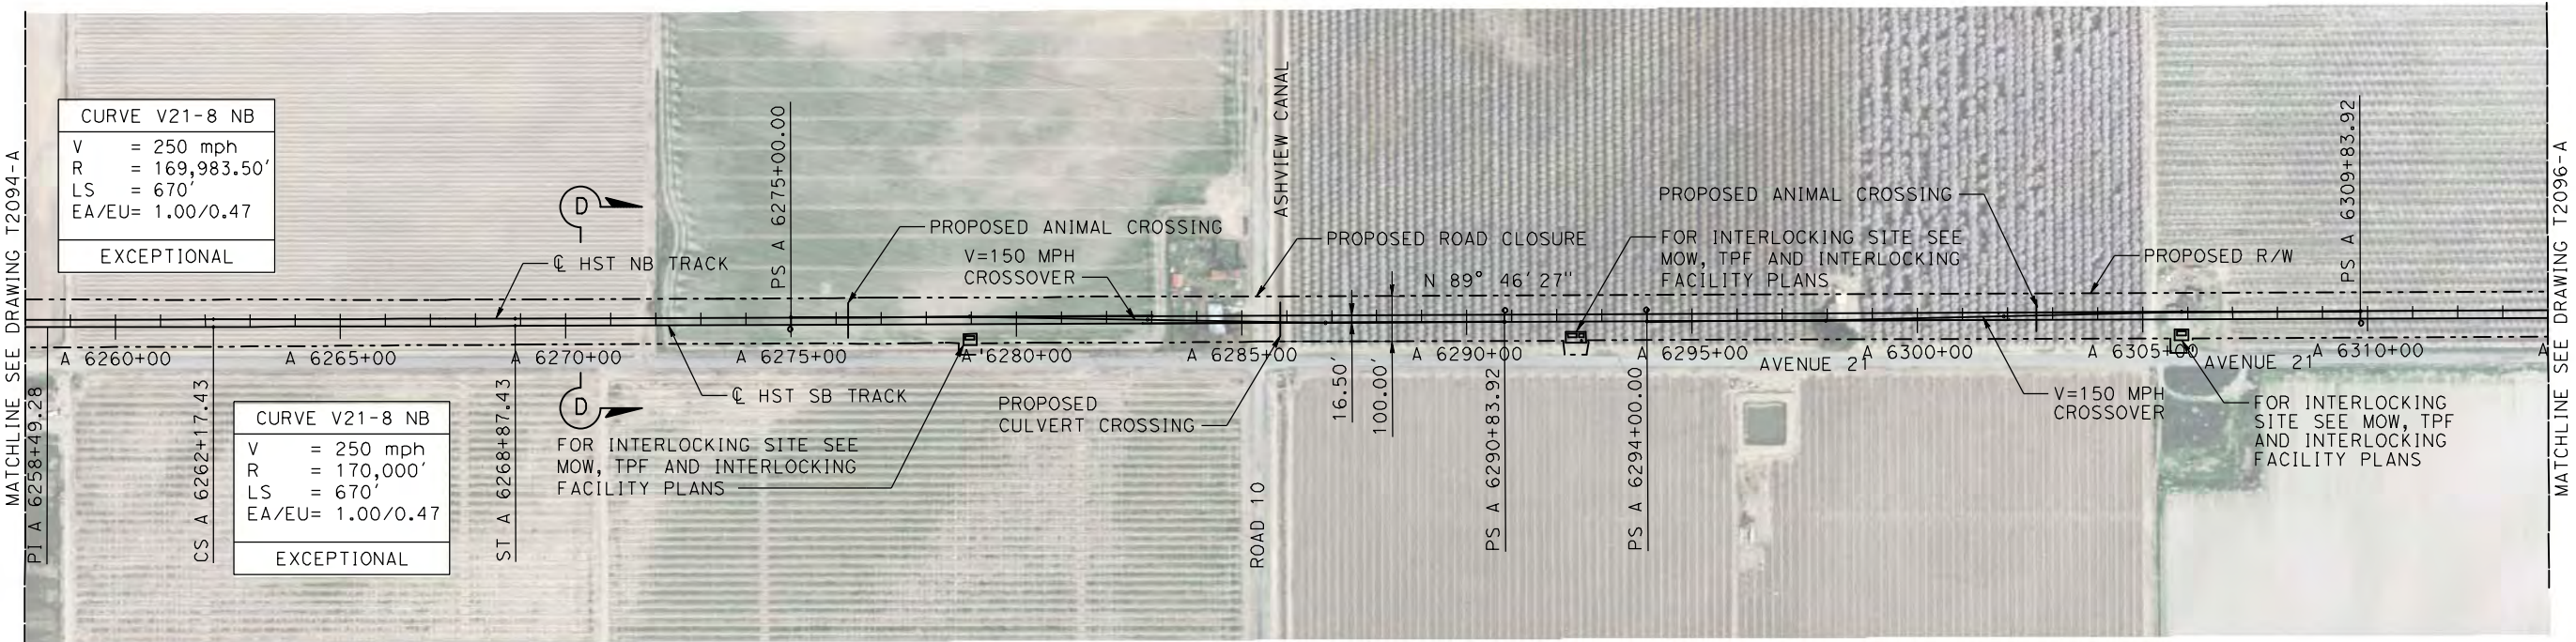 MATCHLINE SEE DRAWING T2094-A
CURVE V21-8 NB
V = 250 mph
R = 169,983.50'
LS = 670'
EA/EU= 1.00/0.47
EXCEPTIONAL
D
℄ HST NB TRACK
PS A 6275+00.00
PROPOSED ANIMAL CROSSING
V=150 MPH
CROSSOVER
ASHVIEW CANAL
PROPOSED ROAD CLOSURE
N 89° 46' 27"
PROPOSED ANIMAL CROSSING
FOR INTERLOCKING SITE SEE
MOW, TPF AND INTERLOCKING
FACILITY PLANS
PROPOSED R/W
PS A 6309+83.92
MATCHLINE SEE DRAWING T2096-A
A 6260+00
A 6265+00
A 6270+00
A 6275+00
A 6280+00
A 6285+00
A 6290+00
A 6295+00
A 6300+00
A 6305+00
A 6310+00
A
AVENUE 21
AVENUE 21
PI A 6258+49.28
CS A 6262+17.43
CURVE V21-8 NB
V = 250 mph
R = 170,000'
LS = 670'
EA/EU= 1.00/0.47
EXCEPTIONAL
ST A 6268+87.43
D
℄ HST SB TRACK
FOR INTERLOCKING SITE SEE
MOW, TPF AND INTERLOCKING
FACILITY PLANS
PROPOSED
CULVERT CROSSING
ROAD 10
16.50'
100.00'
PS A 6290+83.92
PS A 6294+00.00
V=150 MPH
CROSSOVER
FOR INTERLOCKING
SITE SEE MOW, TPF
AND INTERLOCKING
FACILITY PLANS